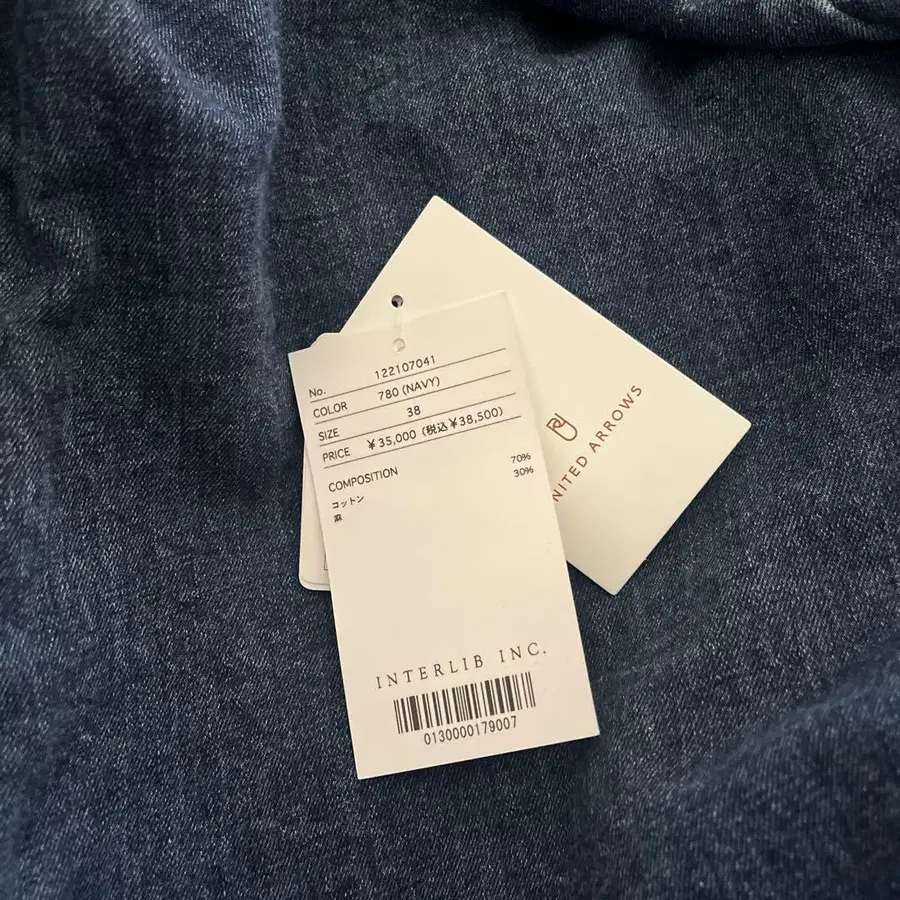 No. 122107041
COLOR 780 (NAVY)
SIZE 38
PRICE ¥35,000 (税込¥38,500)
COMPOSITION
コットン 70%
麻 30%
INTERLIB INC.
0130000179007
ARROWS